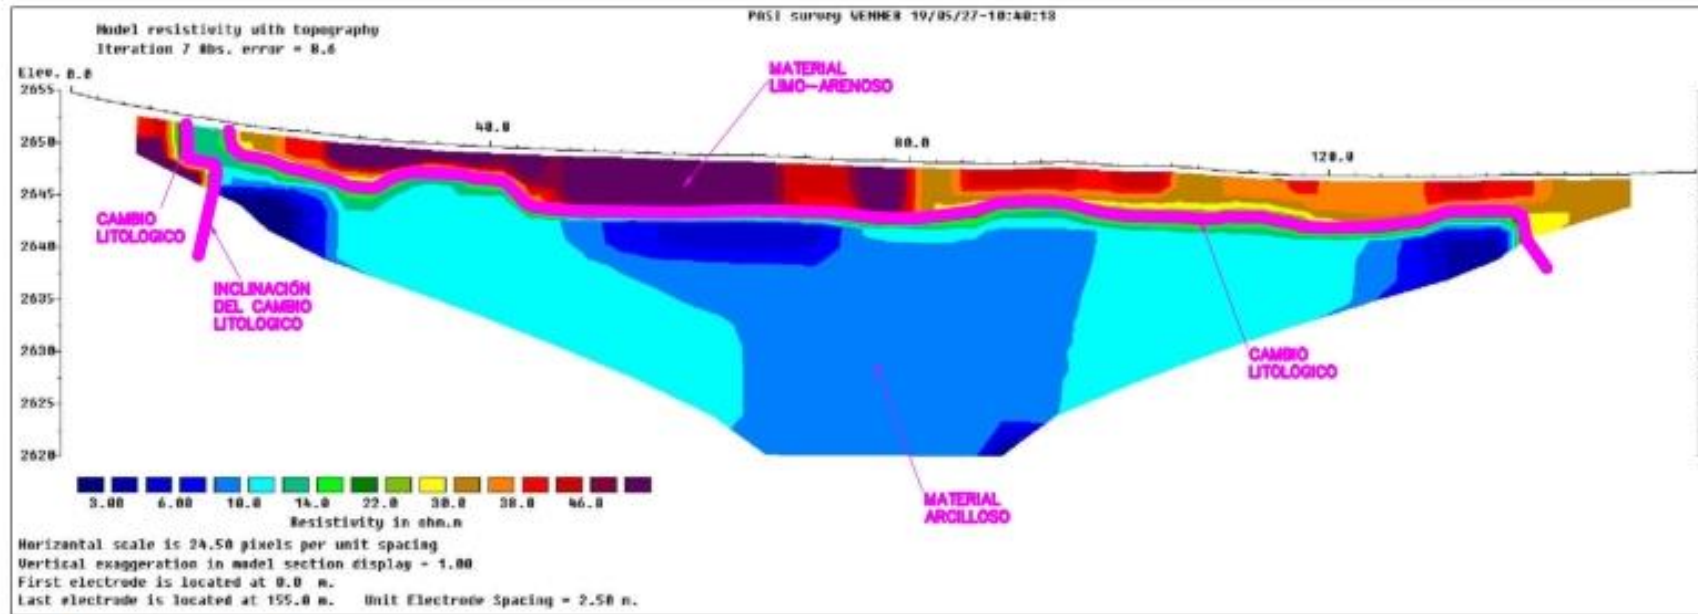 PASI survey WENNER 19/05/27-10:40:18
Model resistivity with topography
Iteration 7 Abs. error = 8.6
Elev. 0.0
2655
2650
2645
2640
2635
2630
2625
2620
40.0
80.0
120.0
MATERIAL
LIMO-ARENOSO
CAMBIO
LITOLOGICO
INCLINACIÓN
DEL CAMBIO
LITOLOGICO
CAMBIO
LITOLOGICO
MATERIAL
ARCILLOSO
3.00 6.00 10.0 14.0 22.0 30.0 38.0 46.0
Resistivity in ohm.m
Horizontal scale is 24.50 pixels per unit spacing
Vertical exaggeration in model section display = 1.00
First electrode is located at 0.0 m.
Last electrode is located at 155.0 m. Unit Electrode Spacing = 2.50 m.